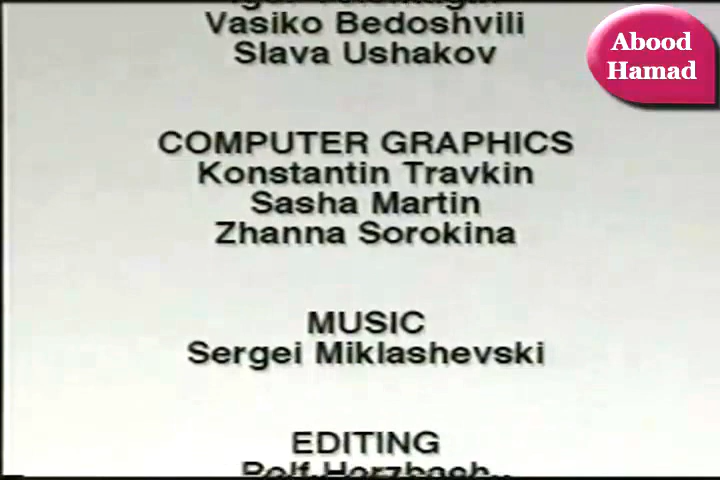 Vasiko Bedoshvili
Slava Ushakov
COMPUTER GRAPHICS
Konstantin Travkin
Sasha Martin
Zhanna Sorokina
MUSIC
Sergei Miklashevski
EDITING
Abood
Hamad